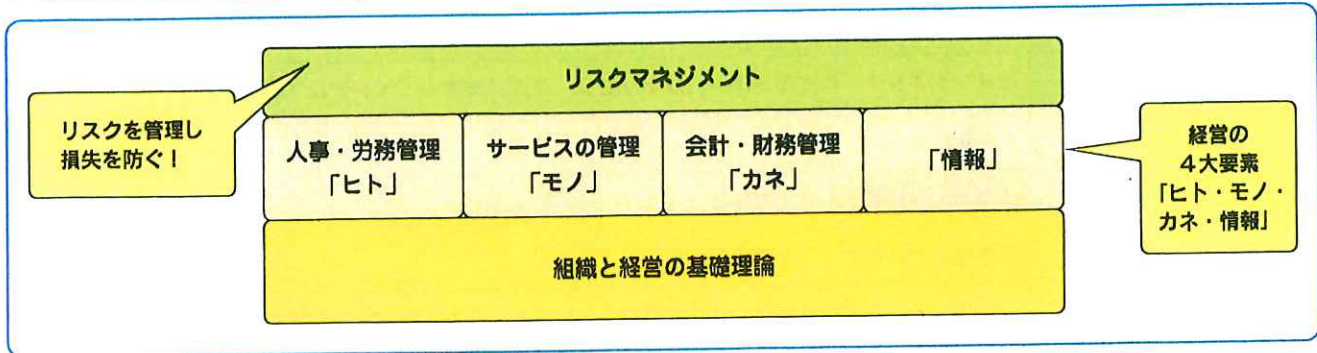 リスクマネジメント
リスクを管理し
損失を防ぐ！
人事・労務管理
「ヒト」
サービスの管理
「モノ」
会計・財務管理
「カネ」
「情報」
経営の
４大要素
「ヒト・モノ・
カネ・情報」
組織と経営の基礎理論